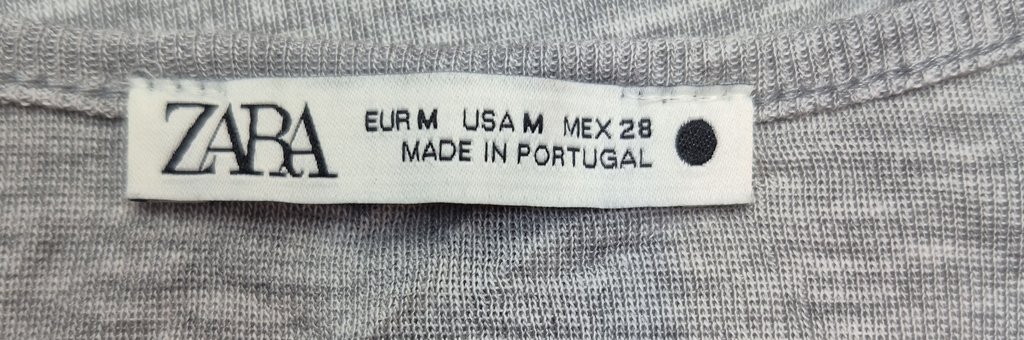 ZARA
EUR M USA M MEX 28
MADE IN PORTUGAL